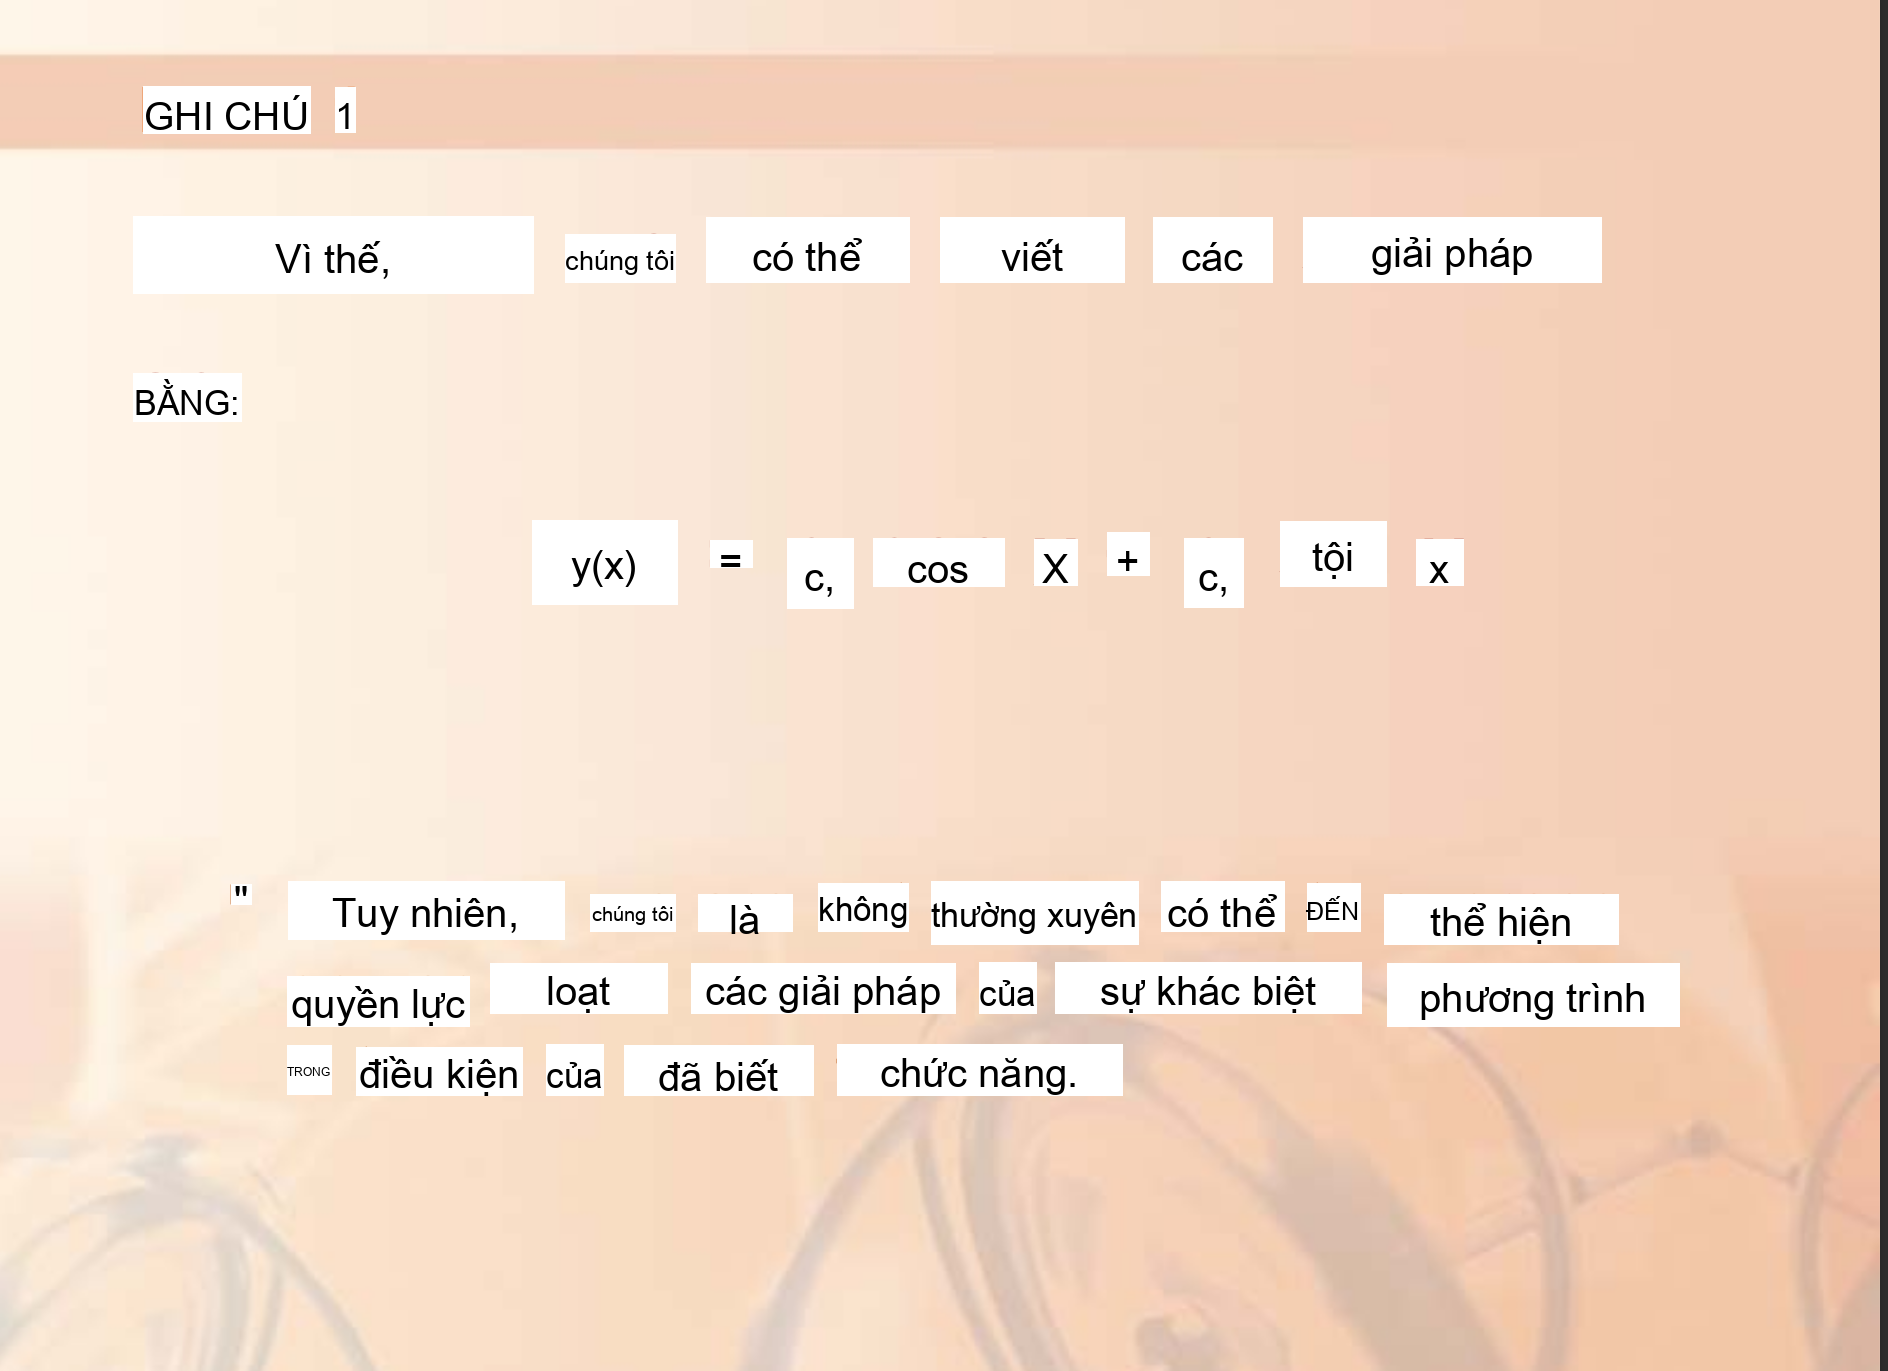 GHI CHÚ 1
Vì thế, chúng tôi có thể viết các giải pháp
BẰNG:
y(x) = c, cos X + c, tội x
" Tuy nhiên, chúng tôi là không thường xuyên có thể ĐẾN thể hiện
quyền lực loạt các giải pháp của sự khác biệt phương trình
TRONG điều kiện của đã biết chức năng.